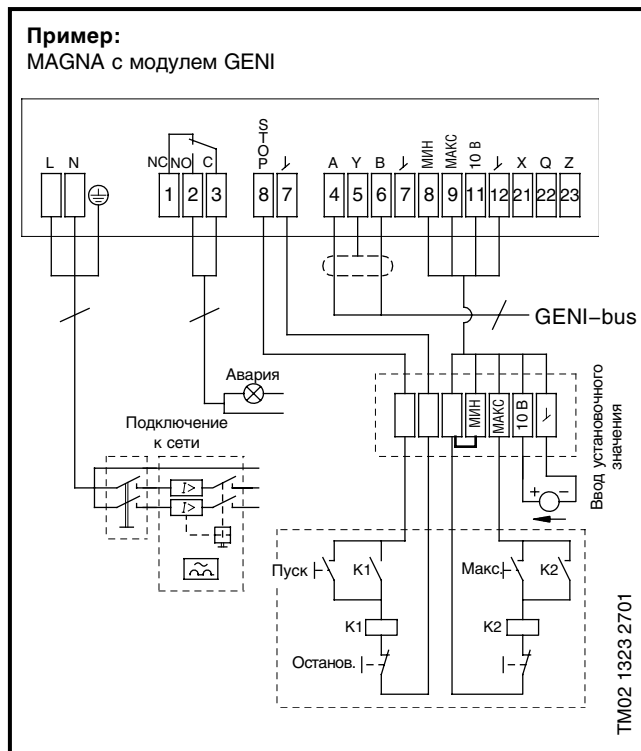 Пример:
MAGNA с модулем GENI
L N
NC NO C
STOP
A Y B
МИН
МАКС
10 В
X Q Z
1 2 3
8 7
4 5 6 7 8 9 11 12 21 22 23
GENI–bus
Авария
МИН
МАКС
10 В
Ввод установочного
значения
Подключение
к сети
I>
I>
+ −
Пуск K1
Макс. K2
K1
K2
Останов.
TM02 1323 2701